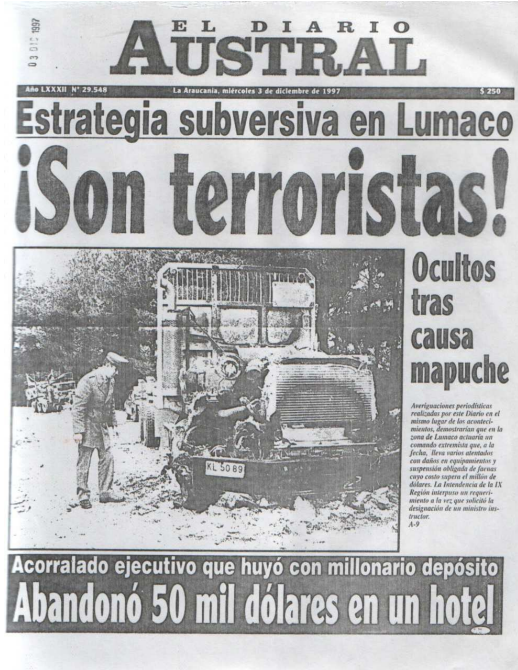 03 DIC 1997
EL DIARIO
AUSTRAL
Año LXXXII N° 29.548 La Araucanía, miércoles 3 de diciembre de 1997 $ 250
Estrategia subversiva en Lumaco
¡Son terroristas!
Ocultos
tras
causa
mapuche
Averiguaciones periodísticas
realizadas por este Diario en el
mismo lugar de los aconteci-
mientos, demostrarían que en la
zona de Lumaco actuaría un
comando extremista que, a la
fecha, lleva varios atentados
con daños en equipamientos y
suspensión obligada de faenas
cuyo costo supera el millón de
dólares. La Intendencia de la IX
Región interpuso un requeri-
miento a la vez que solicitó la
designación de un ministro ins-
tructor.
A-9
KL 5089
Acorralado ejecutivo que huyó con millonario depósito
Abandonó 50 mil dólares en un hotel